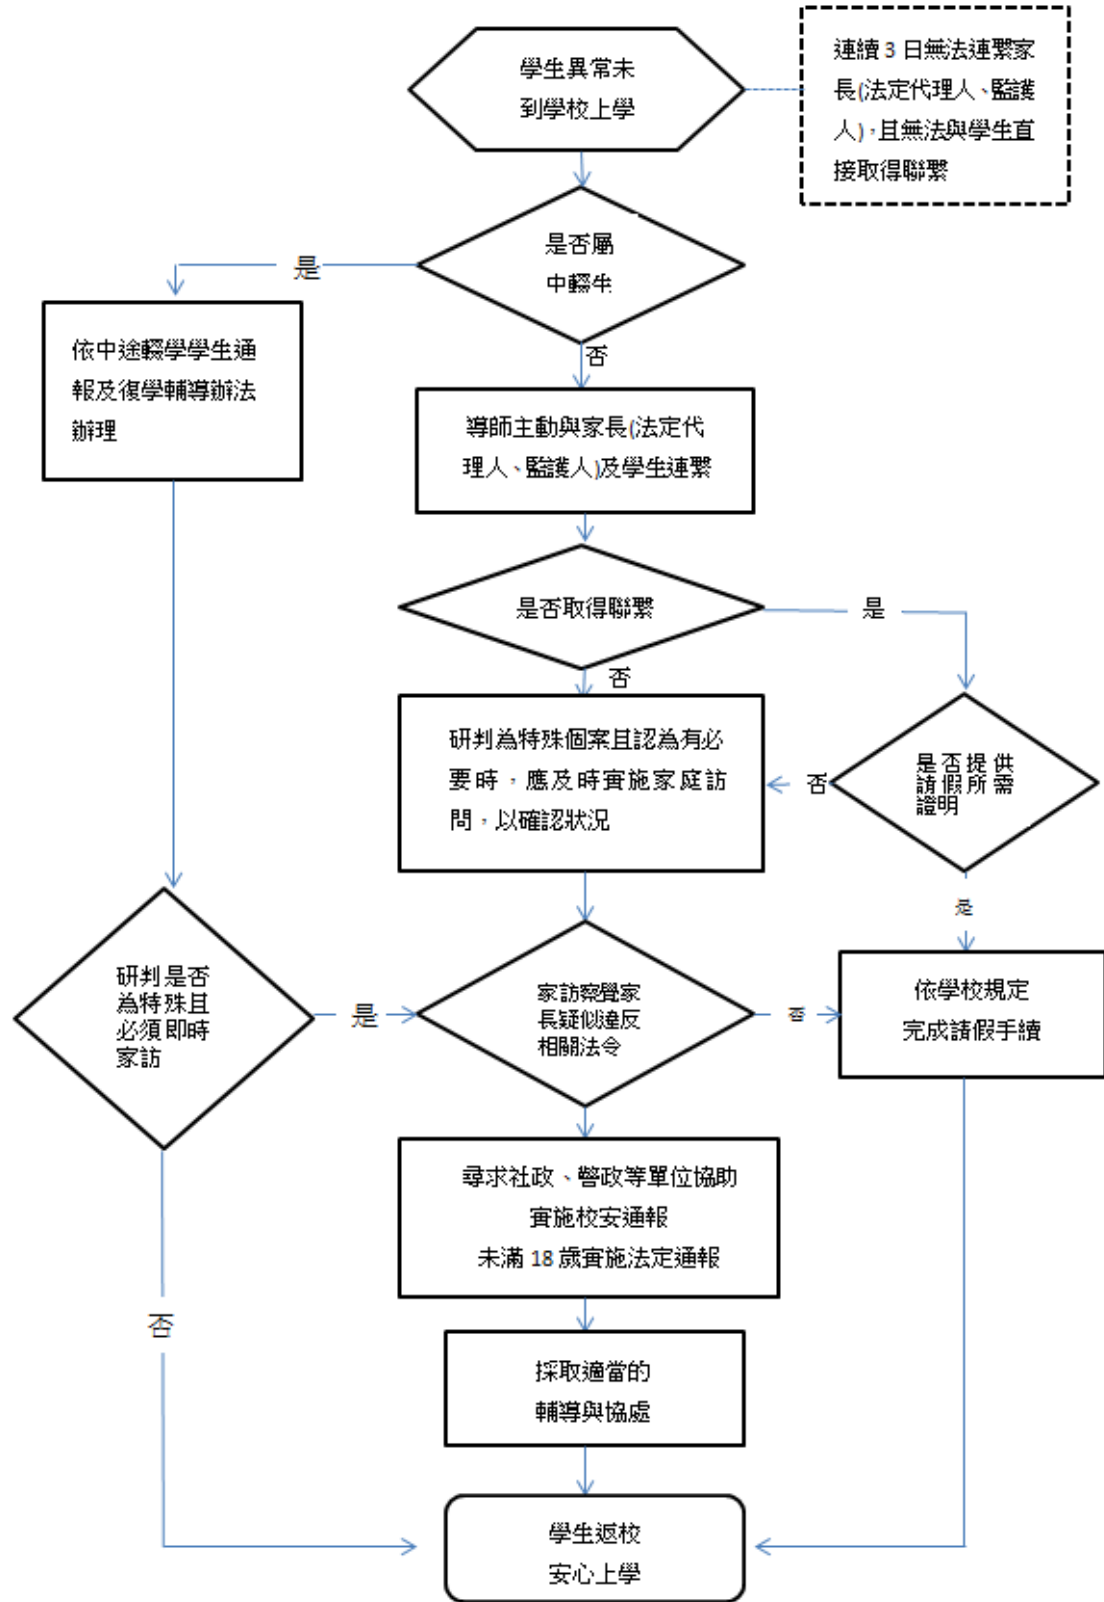 學生異常未
到學校上學
連續 3 日無法連繫家
長(法定代理人、監護
人)，且無法與學生直
接取得聯繫
是否屬
中輟生
是
否
依中途輟學學生通
報及復學輔導辦法
辦理
導師主動與家長(法定代
理人、監護人)及學生連繫
是否取得聯繫
是
否
研判為特殊個案且認為有必
要時，應及時實施家庭訪
問，以確認狀況
否
是否提供
請假所需
證明
是
研判是否
為特殊且
必須即時
家訪
是
家訪察覺家
長疑似違反
相關法令
否
依學校規定
完成請假手續
尋求社政、警政等單位協助
實施校安通報
未滿 18 歲實施法定通報
否
採取適當的
輔導與協處
學生返校
安心上學